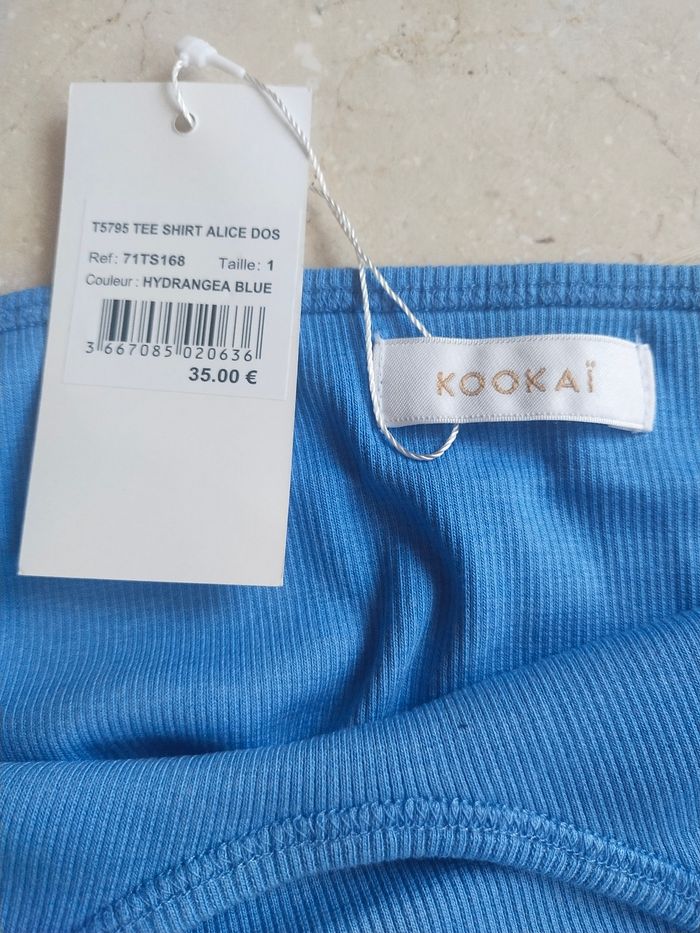 T5795 TEE SHIRT ALICE DOS
Ref: 71TS168 Taille: 1
Couleur : HYDRANGEA BLUE
3 667085 020636
35.00 €
KOOKAÏ